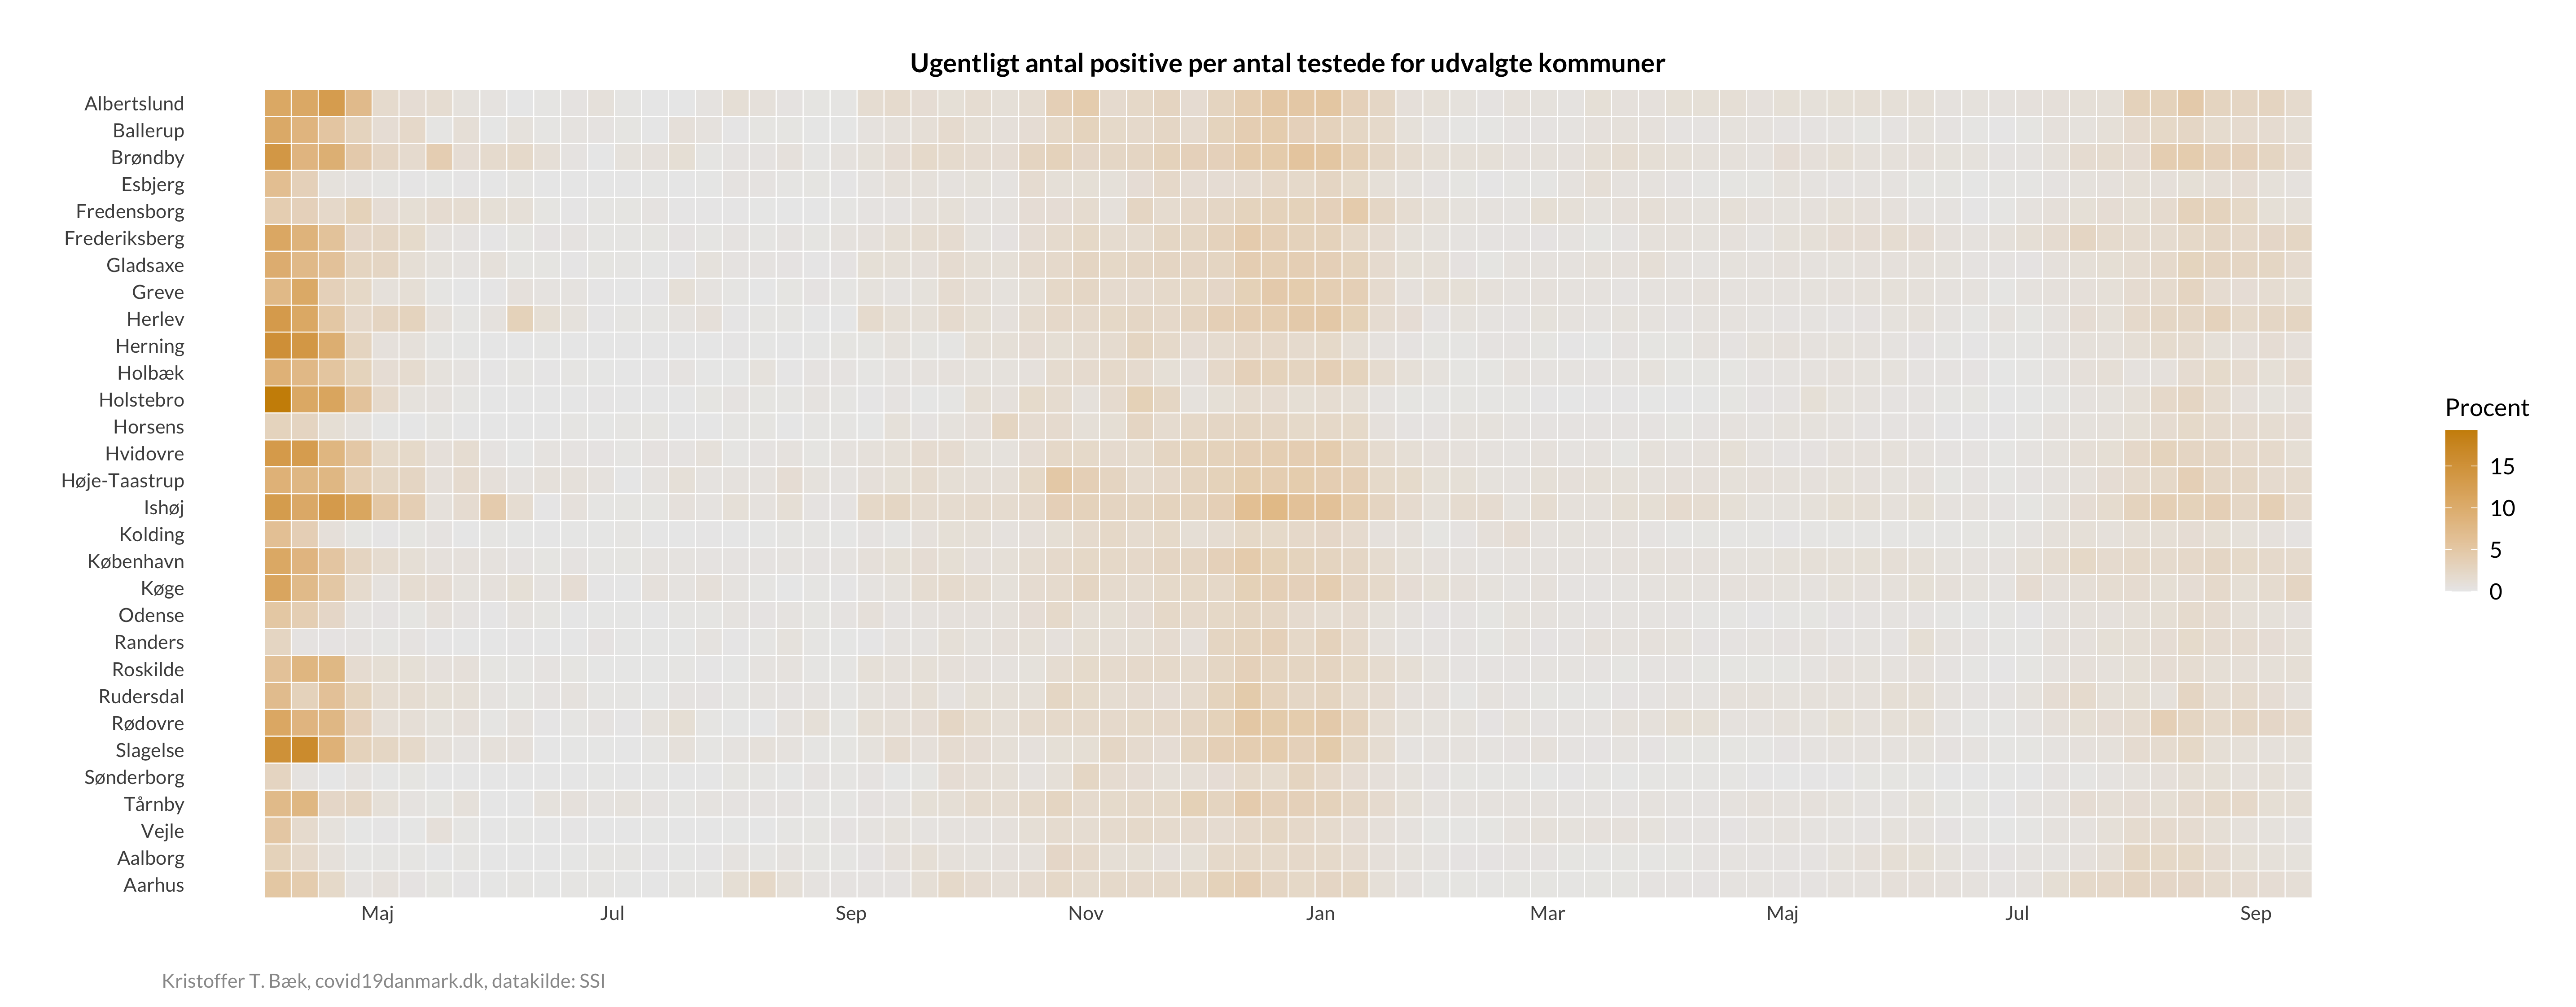 Ugentligt antal positive per antal testede for udvalgte kommuner
Albertslund
Ballerup
Brøndby
Esbjerg
Fredensborg
Frederiksberg
Gladsaxe
Greve
Herlev
Herning
Holbæk
Holstebro
Horsens
Hvidovre
Høje-Taastrup
Ishøj
Kolding
København
Køge
Odense
Randers
Roskilde
Rudersdal
Rødovre
Slagelse
Sønderborg
Tårnby
Vejle
Aalborg
Aarhus
Maj Jul Sep Nov Jan Mar Maj Jul Sep
Procent
15
10
5
0
Kristoffer T. Bæk, covid19danmark.dk, datakilde: SSI